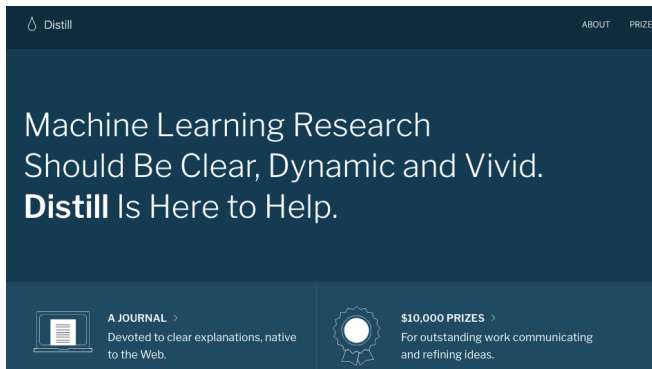 Distill
ABOUT PRIZE
Machine Learning Research
Should Be Clear, Dynamic and Vivid.
Distill Is Here to Help.
A JOURNAL >
Devoted to clear explanations, native
to the Web.
$10,000 PRIZES >
For outstanding work communicating
and refining ideas.